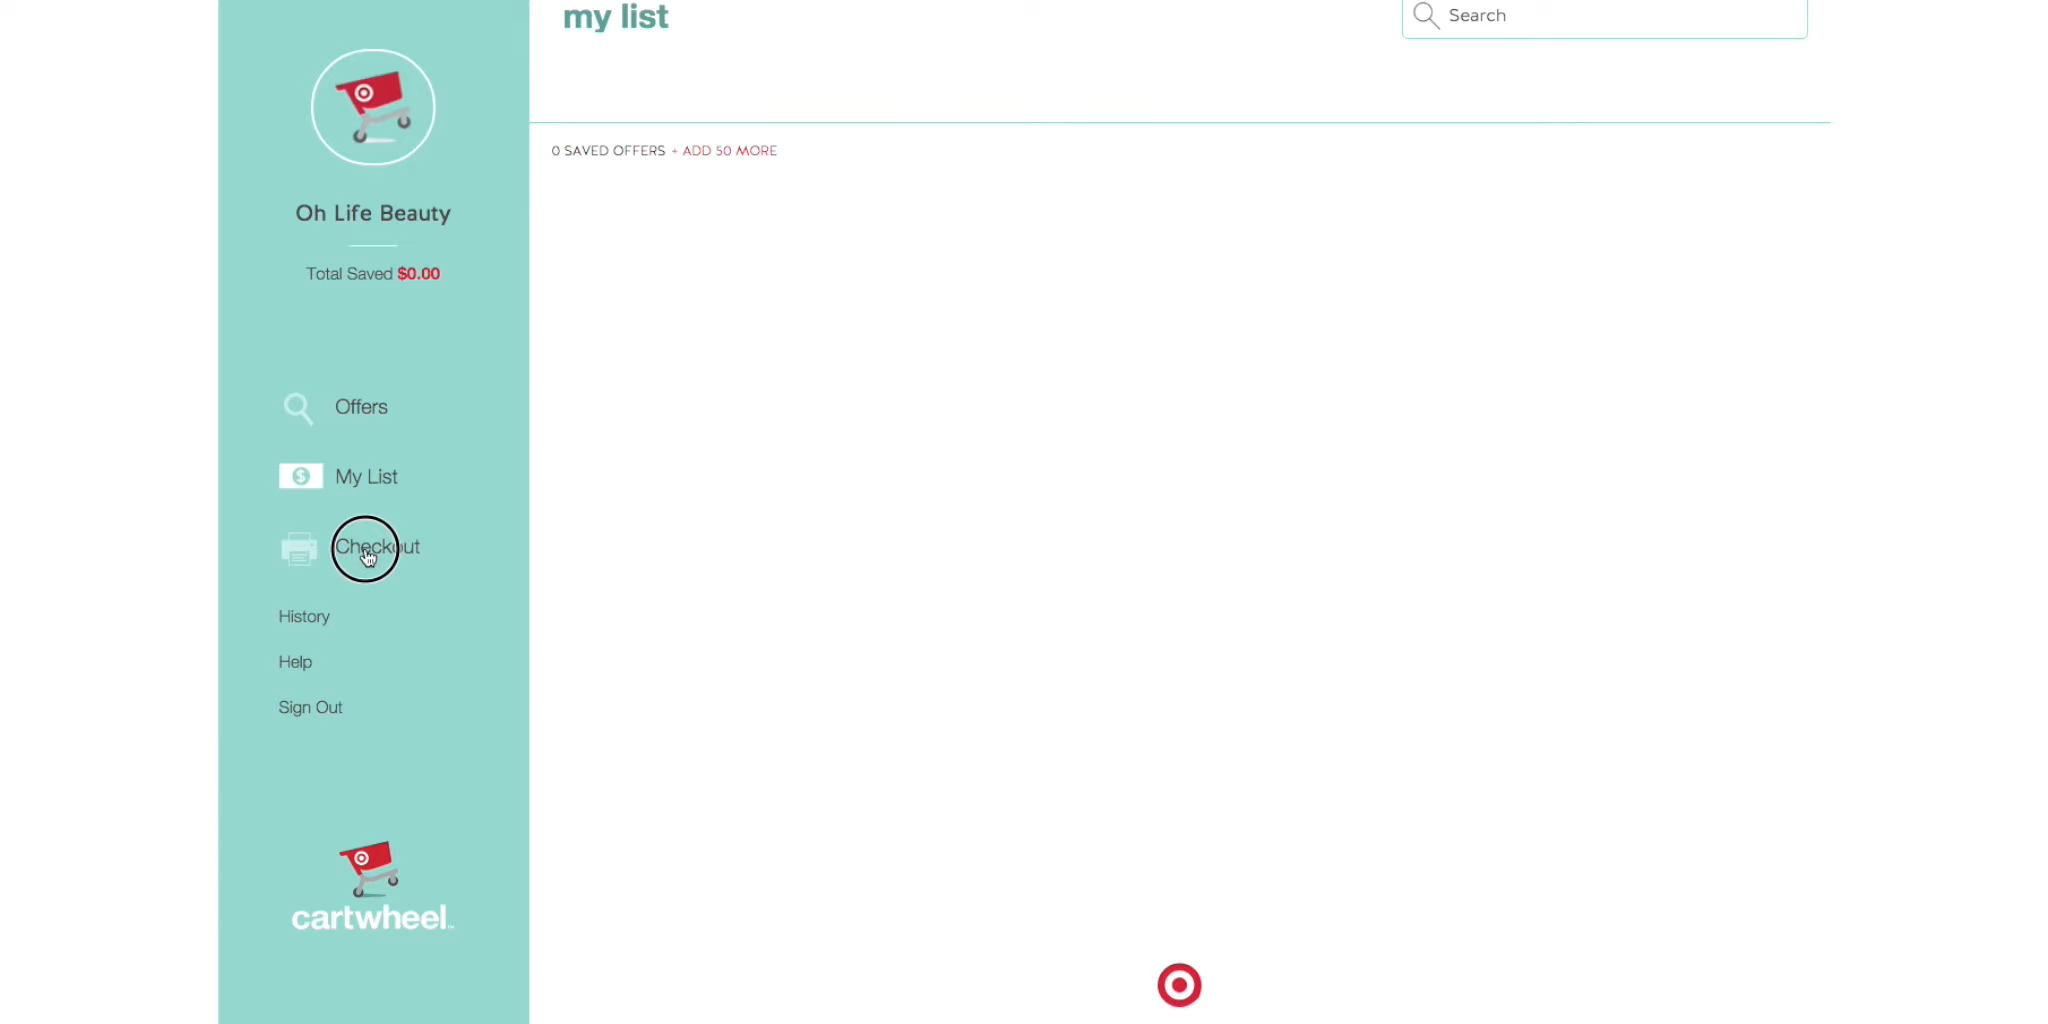 my list
Search
Oh Life Beauty
Total Saved $0.00
0 SAVED OFFERS + ADD 50 MORE
Offers
$ My List
Checkout
History
Help
Sign Out
cartwheel™